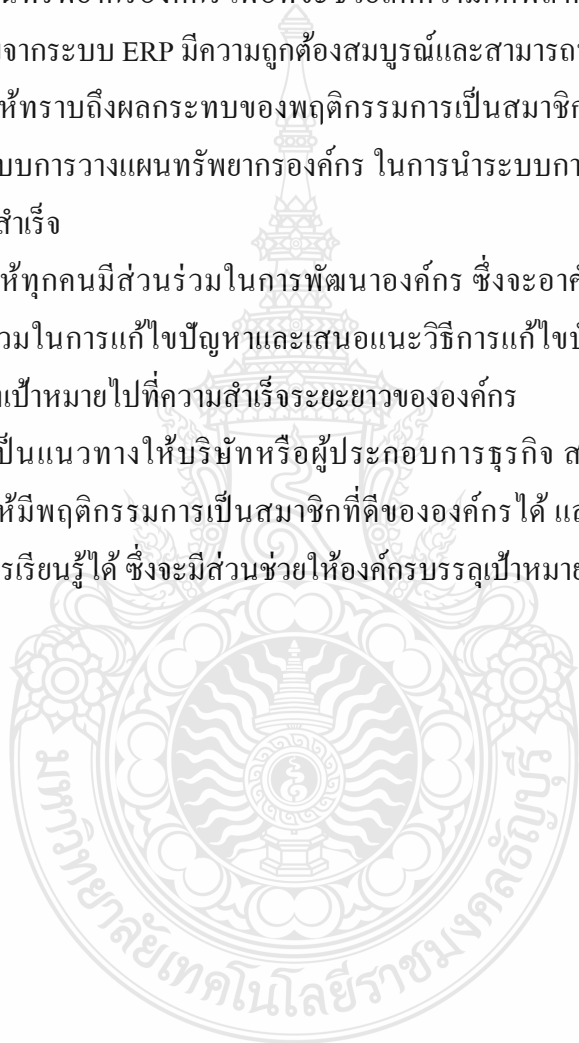 จากระบบ ERP มีความถูกต้องสมบูรณ์และสามารถ
ห้ทราบถึงผลกระทบของพฤติกรรมการเป็นสมาชิก
บบการวางแผนทรัพยากรองค์กร ในการนำระบบกา
สำเร็จ
ห้ทุกคนมีส่วนร่วมในการพัฒนาองค์กร ซึ่งจะอาศั
วมในการแก้ไขปัญหาและเสนอแนะวิธีการแก้ไขปั
เป้าหมายไปที่ความสำเร็จระยะยาวขององค์กร
ป็นแนวทางให้บริษัทหรือผู้ประกอบการธุรกิจ ส
ห้มีพฤติกรรมการเป็นสมาชิกที่ดีขององค์กรได้ แล
รเรียนรู้ได้ ซึ่งจะมีส่วนช่วยให้องค์กรบรรลุเป้าหมาย
มหาวิทยาลัยเทคโนโลยีราชมงคลธัญบุรี